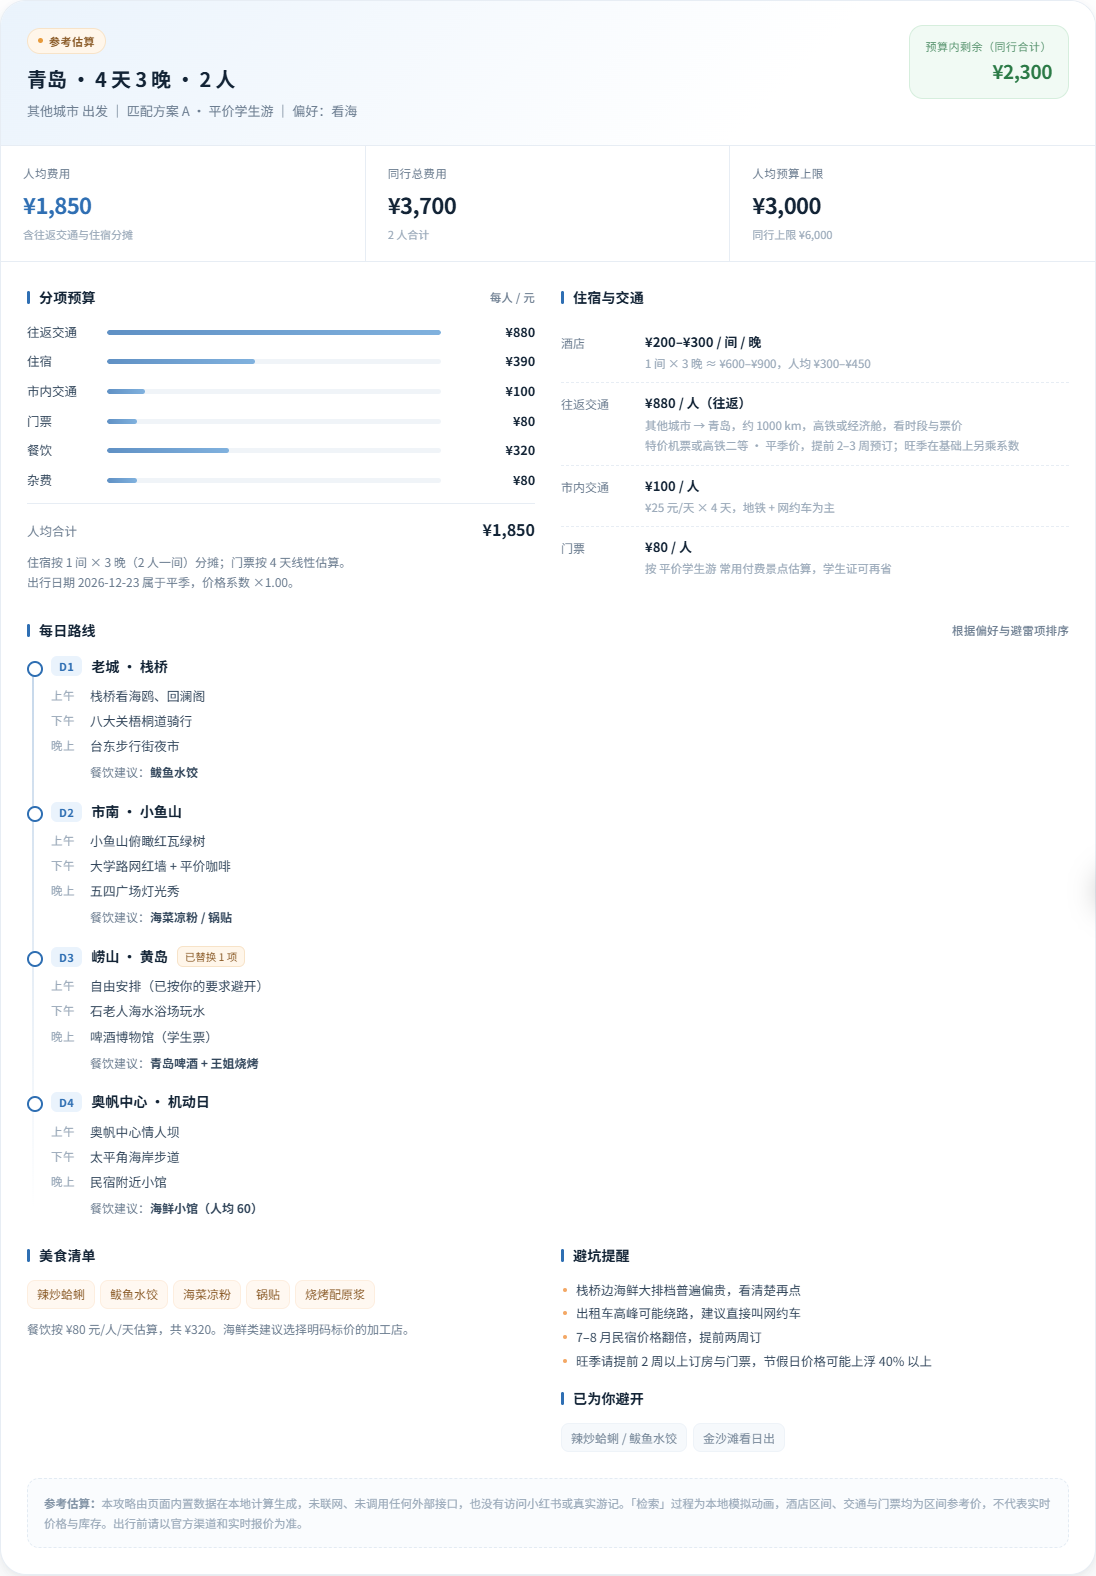 参考估算
青岛 · 4 天 3 晚 · 2 人
其他城市 出发 ｜ 匹配方案 A · 平价学生游 ｜ 偏好：看海
预算内剩余（同行合计）
¥2,300
人均费用
¥1,850
含往返交通与住宿分摊
同行总费用
¥3,700
2 人合计
人均预算上限
¥3,000
同行上限 ¥6,000
分项预算
每人 / 元
往返交通 ¥880
住宿 ¥390
市内交通 ¥100
门票 ¥80
餐饮 ¥320
杂费 ¥80
人均合计 ¥1,850
住宿按 1 间 × 3 晚（2 人一间）分摊；门票按 4 天线性估算。
出行日期 2026-12-23 属于平季，价格系数 ×1.00。
住宿与交通
酒店 ¥200–¥300 / 间 / 晚
1 间 × 3 晚 ≈ ¥600–¥900，人均 ¥300–¥450
往返交通 ¥880 / 人（往返）
其他城市 → 青岛，约 1000 km，高铁或经济舱，看时段与票价
特价机票或高铁二等 · 平季价，提前 2–3 周预订；旺季在基础上另乘系数
市内交通 ¥100 / 人
¥25 元/天 × 4 天，地铁 + 网约车为主
门票 ¥80 / 人
按 平价学生游 常用付费景点估算，学生证可再省
每日路线
根据偏好与避雷项排序
D1 老城 · 栈桥
上午 栈桥看海鸥、回澜阁
下午 八大关梧桐道骑行
晚上 台东步行街夜市
餐饮建议：鲅鱼水饺
D2 市南 · 小鱼山
上午 小鱼山俯瞰红瓦绿树
下午 大学路网红墙 + 平价咖啡
晚上 五四广场灯光秀
餐饮建议：海菜凉粉 / 锅贴
D3 崂山 · 黄岛 已替换 1 项
上午 自由安排（已按你的要求避开）
下午 石老人海水浴场玩水
晚上 啤酒博物馆（学生票）
餐饮建议：青岛啤酒 + 王姐烧烤
D4 奥帆中心 · 机动日
上午 奥帆中心情人坝
下午 太平角海岸步道
晚上 民宿附近小馆
餐饮建议：海鲜小馆（人均 60）
美食清单
辣炒蛤蜊 鲅鱼水饺 海菜凉粉 锅贴 烧烤配原浆
餐饮按 ¥80 元/人/天估算，共 ¥320。海鲜类建议选择明码标价的加工店。
避坑提醒
栈桥边海鲜大排档普遍偏贵，看清楚再点
出租车高峰可能绕路，建议直接叫网约车
7–8 月民宿价格翻倍，提前两周订
旺季请提前 2 周以上订房与门票，节假日价格可能上浮 40% 以上
已为你避开
辣炒蛤蜊 / 鲅鱼水饺 金沙滩看日出
参考估算：本攻略由页面内置数据在本地计算生成，未联网、未调用任何外部接口，也没有访问小红书或真实游记。「检索」过程为本地模拟动画，酒店区间、交通与门票均为区间参考价，不代表实时
价格与库存。出行前请以官方渠道和实时报价为准。